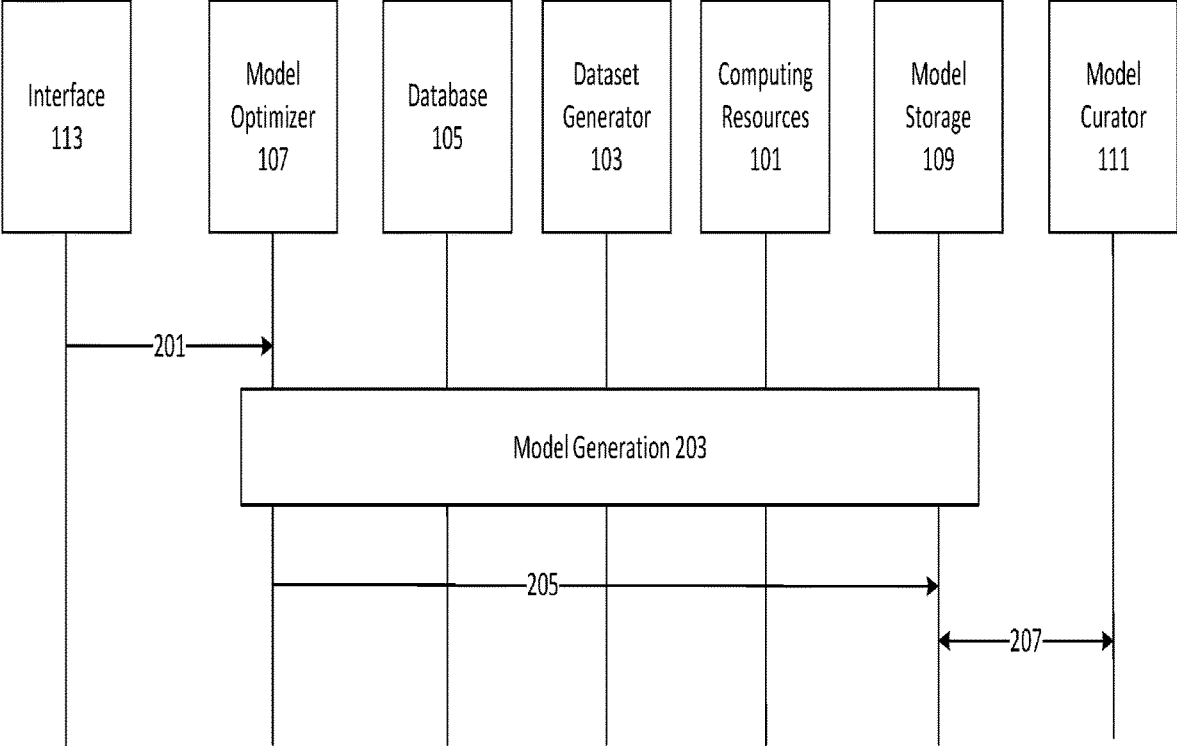 Interface
113
Model
Optimizer
107
Database
105
Dataset
Generator
103
Computing
Resources
101
Model
Storage
109
Model
Curator
111
201
Model Generation 203
205
207